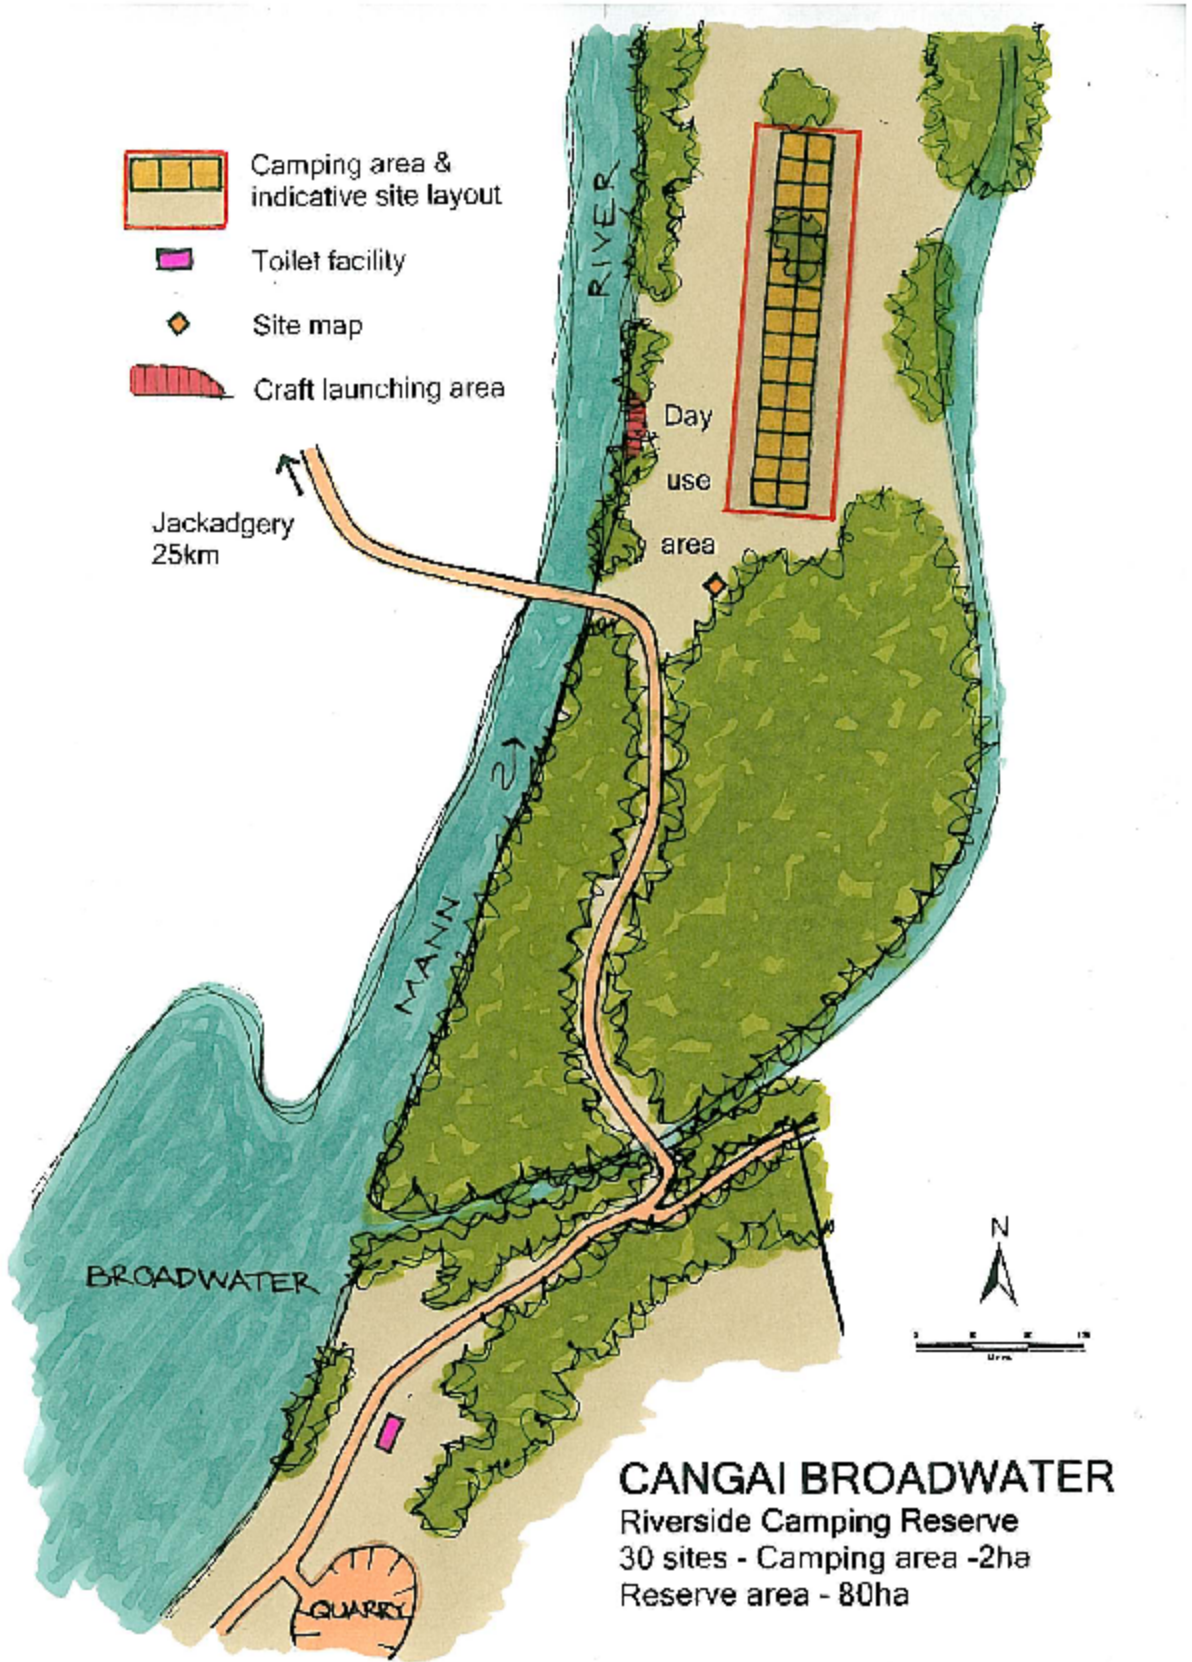 Camping area &
indicative site layout
Toilet facility
Site map
Craft launching area
RIVER
Day
use
area
Jackadgery
25km
MANN
BROADWATER
N
QUARRY
CANGAI BROADWATER
Riverside Camping Reserve
30 sites - Camping area -2ha
Reserve area - 80ha